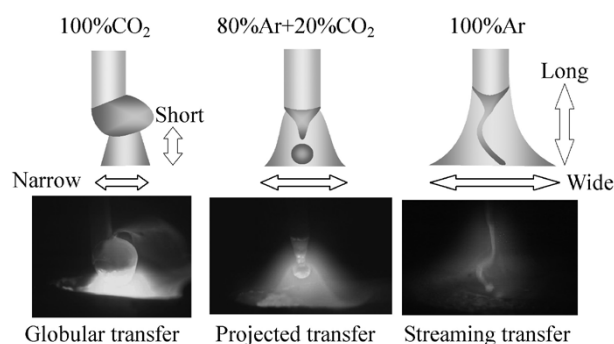 100%CO₂ 80%Ar+20%CO₂ 100%Ar
Short
Long
Narrow
Wide
Globular transfer Projected transfer Streaming transfer